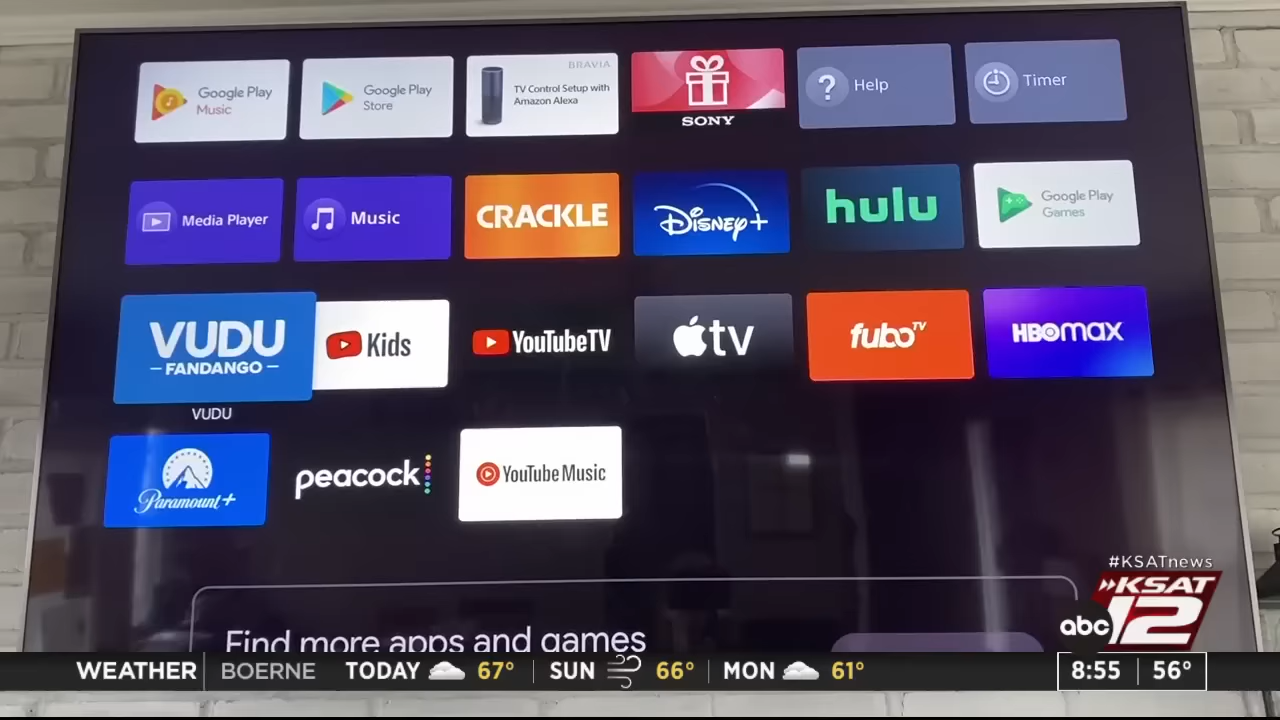 Google Play
Music
Google Play
Store
BRAVIA
TV Control Setup with
Amazon Alexa
SONY
Help
Timer
Media Player
Music
CRACKLE
Disney+
hulu
Google Play
Games
VUDU
FANDANGO
VUDU
Kids
YouTubeTV
tv
fuboTV
HBOMAX
Paramount+
peacock
YouTube Music
Find more apps and games
#KSATnews
KSAT
abc 12
WEATHER BOERNE TODAY 67° SUN 66° MON 61° 8:55 56°